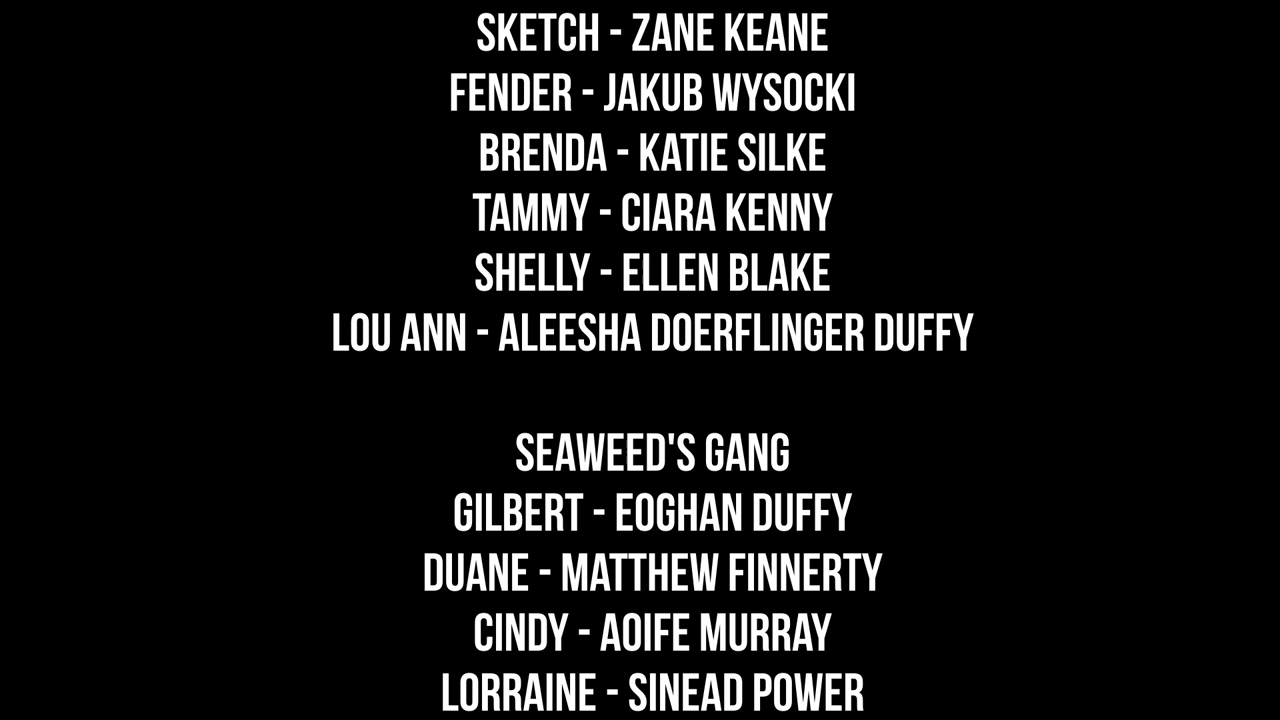 SKETCH - ZANE KEANE
FENDER - JAKUB WYSOCKI
BRENDA - KATIE SILKE
TAMMY - CIARA KENNY
SHELLY - ELLEN BLAKE
LOU ANN - ALEESHA DOERFLINGER DUFFY
SEAWEED'S GANG
GILBERT - EOGHAN DUFFY
DUANE - MATTHEW FINNERTY
CINDY - AOIFE MURRAY
LORRAINE - SINEAD POWER